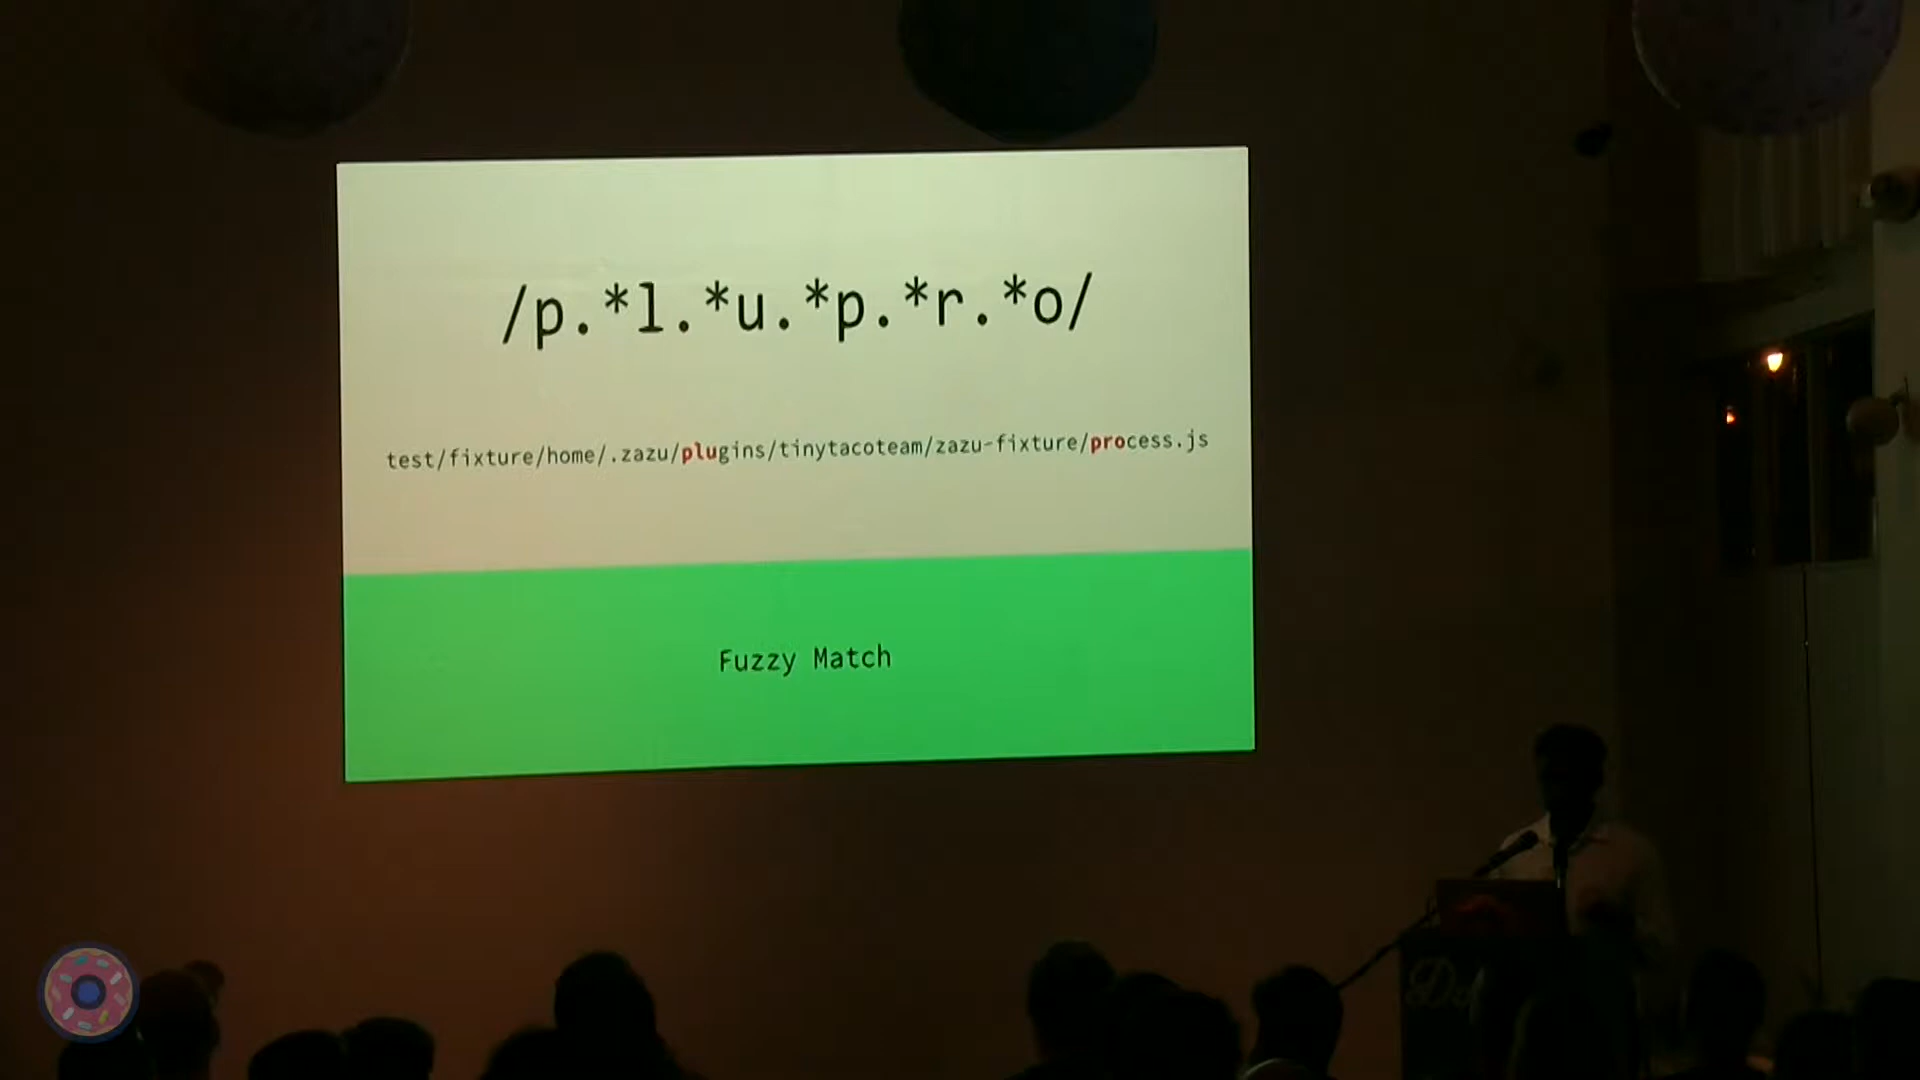 /p.*l.*u.*p.*r.*o/
test/fixture/home/.zazu/plugins/tinytacoteam/zazu-fixture/process.js
Fuzzy Match